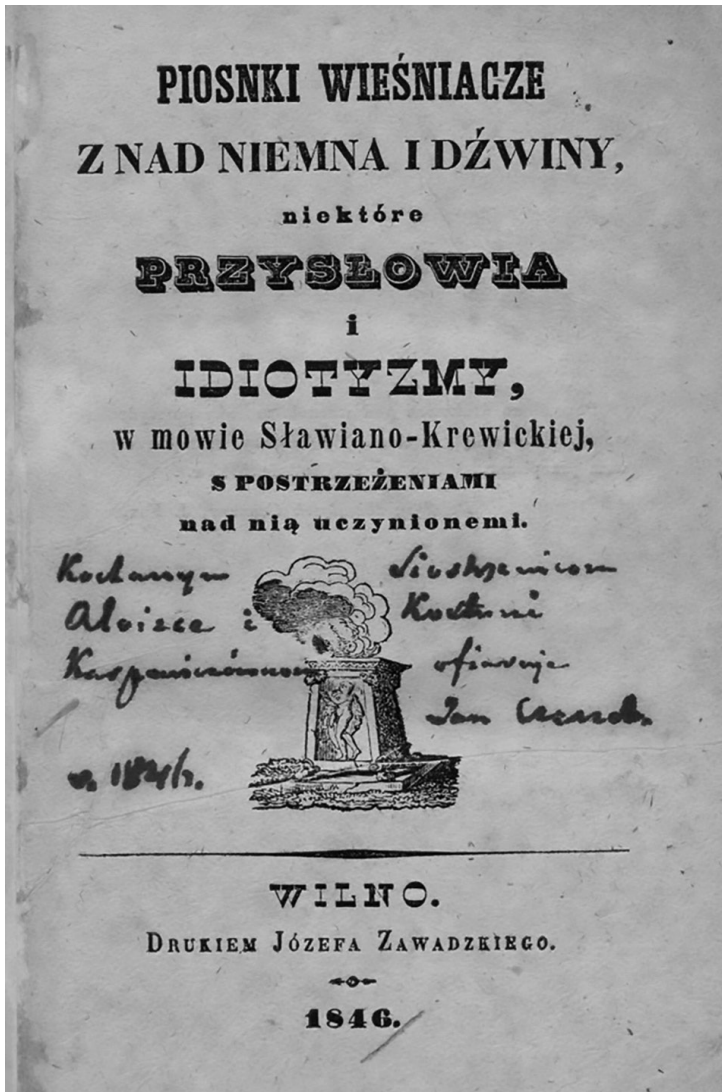 PIOSNKI WIEŚNIACZE
Z NAD NIEMNA I DŹWINY,
niektóre
PRZYSŁOWIA
i
IDIOTYZMY,
w mowie Sławiano-Krewickiej,
S POSTRZEŻENIAMI
nad nią uczynionemi.
Kochanym Siostrzenicom
Aloizce i
ofiaruje
Jan Czeczot.
WILNO.
DRUKIEM JÓZEFA ZAWADZKIEGO.
1846.